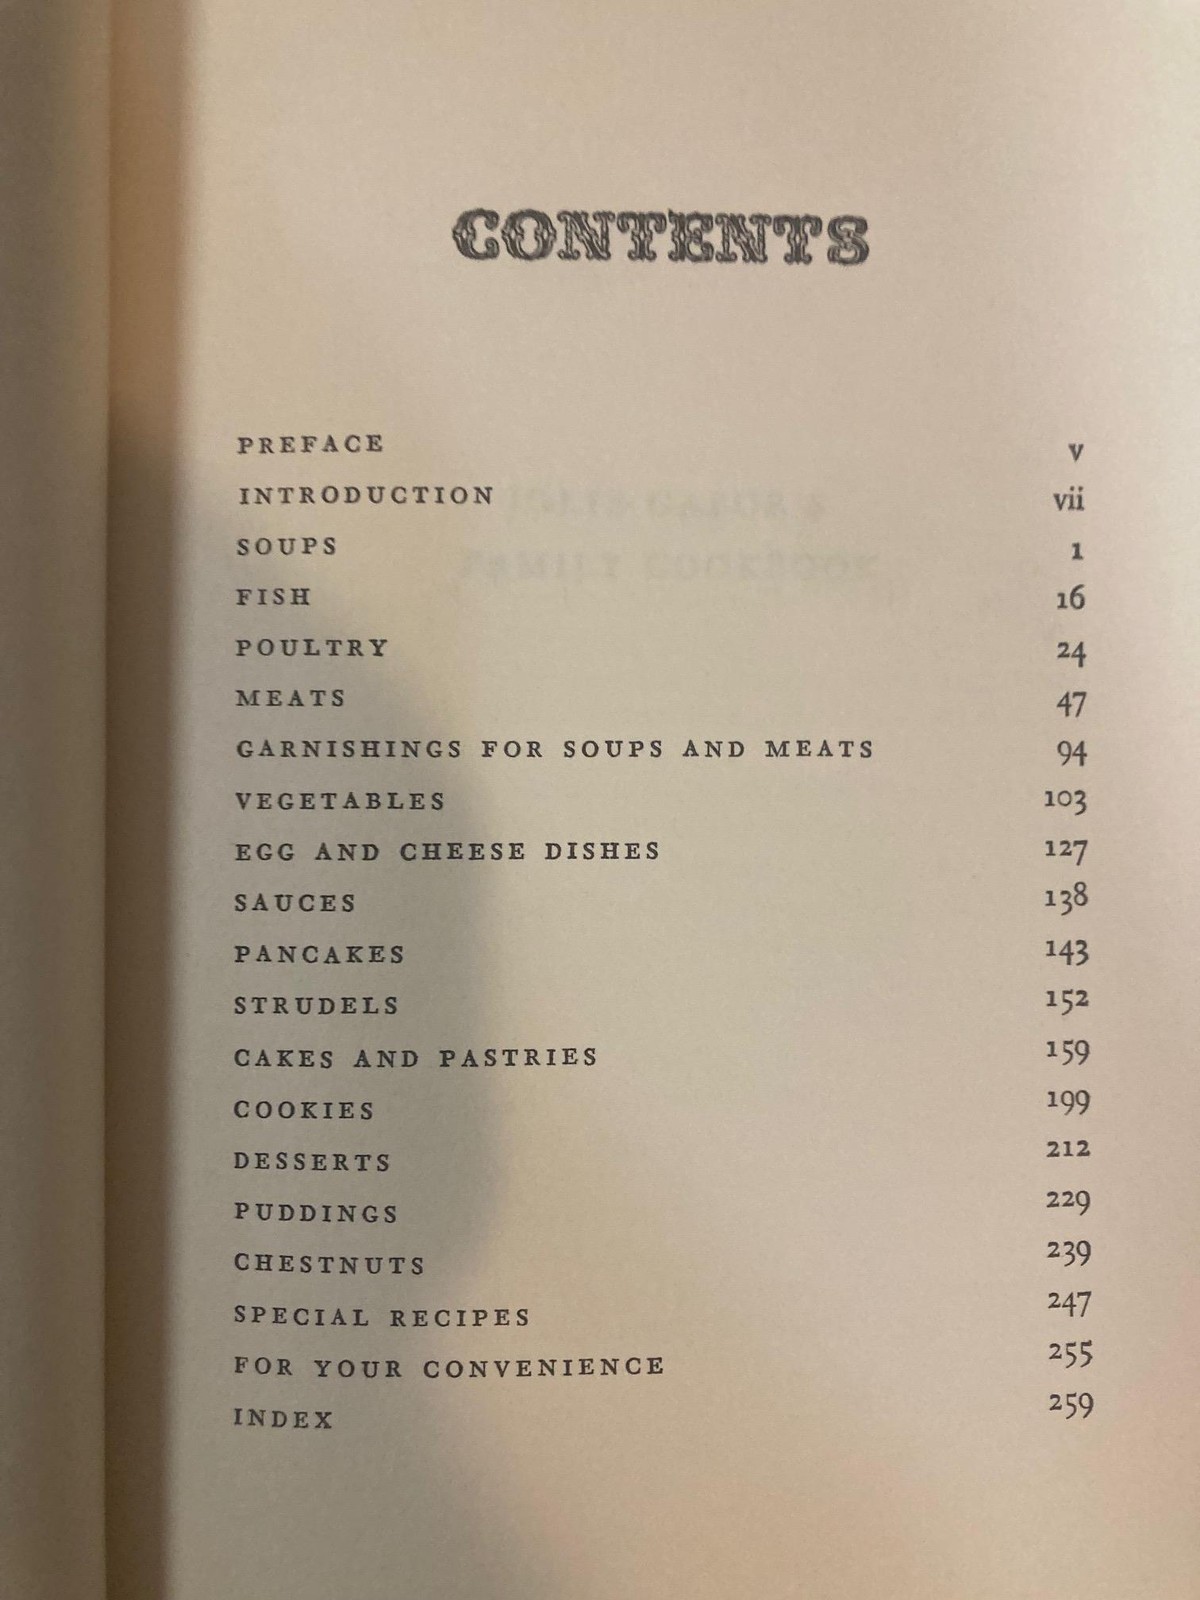 CONTENTS
PREFACE v
INTRODUCTION vii
SOUPS 1
FISH 16
POULTRY 24
MEATS 47
GARNISHINGS FOR SOUPS AND MEATS 94
VEGETABLES 103
EGG AND CHEESE DISHES 127
SAUCES 138
PANCAKES 143
STRUDELS 152
CAKES AND PASTRIES 159
COOKIES 199
DESSERTS 212
PUDDINGS 229
CHESTNUTS 239
SPECIAL RECIPES 247
FOR YOUR CONVENIENCE 255
INDEX 259